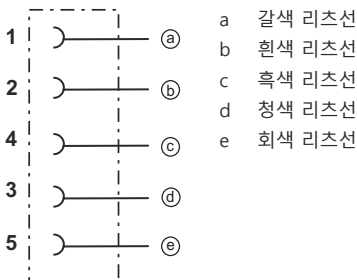 1 ⓐ a 갈색 리츠선
2 ⓑ b 흰색 리츠선
4 ⓒ c 흑색 리츠선
3 ⓓ d 청색 리츠선
5 ⓔ e 회색 리츠선